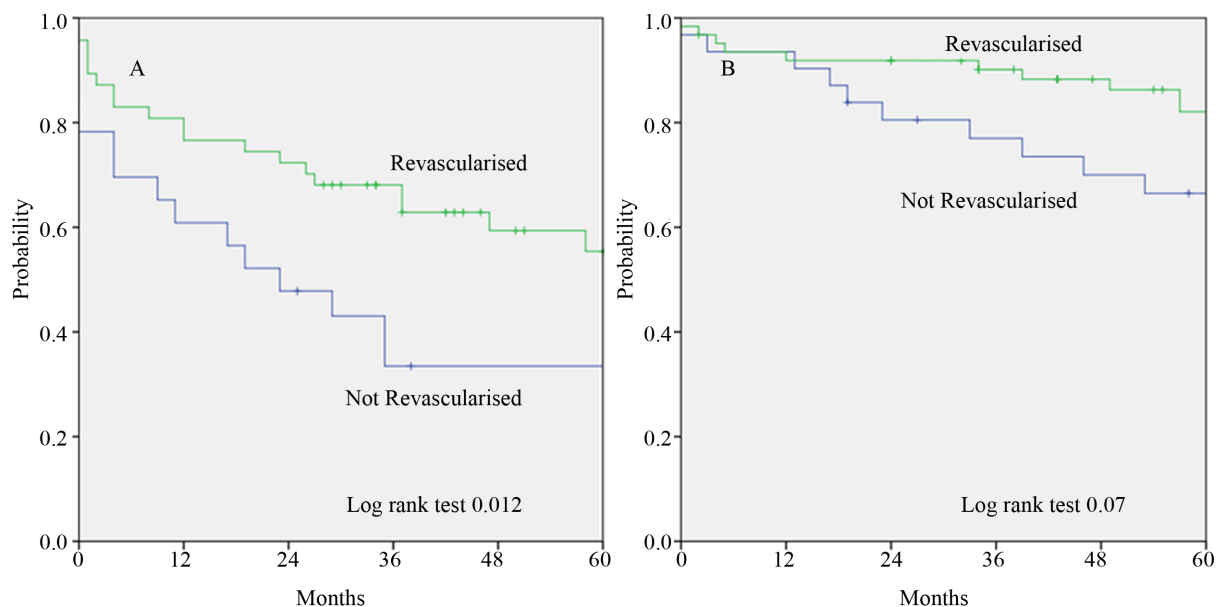 1.0
A
0.8
Revascularised
0.6
Probability
0.4
Not Revascularised
0.2
Log rank test 0.012
0.0
0 12 24 36 48 60
Months
1.0
Revascularised
B
0.8
Not Revascularised
0.6
Probability
0.4
0.2
Log rank test 0.07
0.0
0 12 24 36 48 60
Months